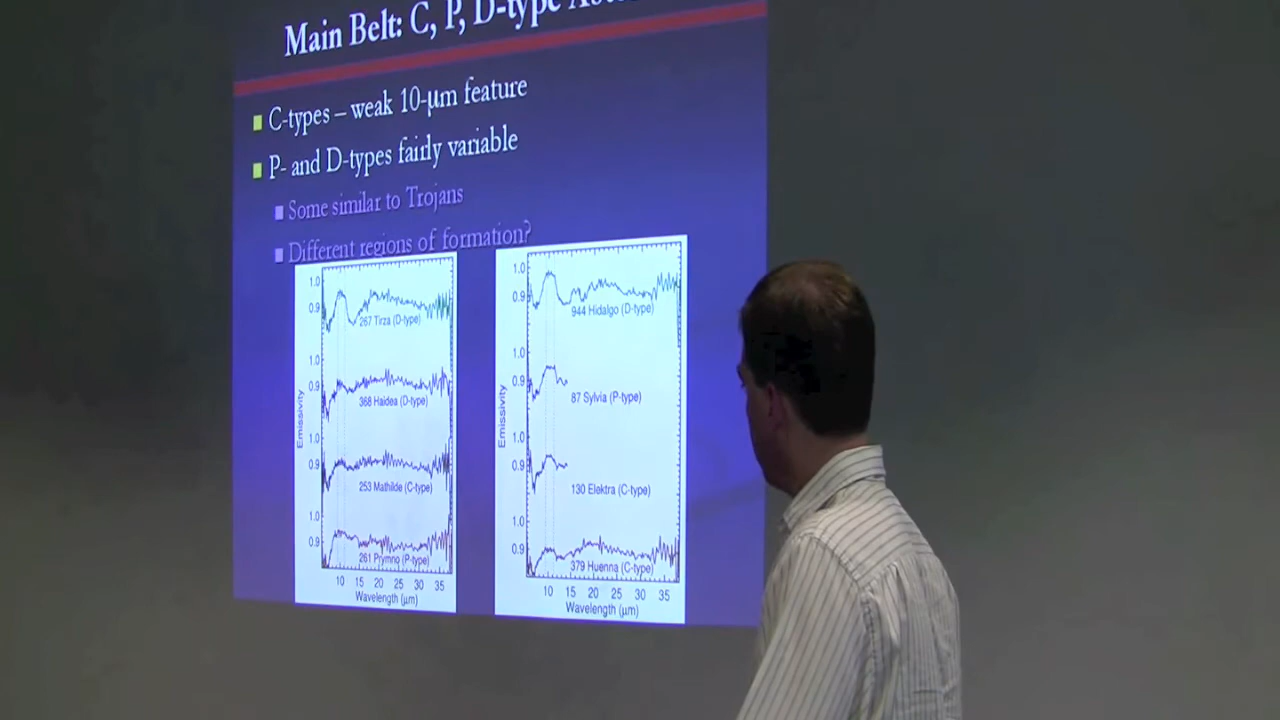 Main Belt: C, P, D-type
C-types – weak 10-μm feature
P- and D-types fairly variable
Some similar to Trojans
Different regions of formation?
1.0
0.9
267 Tirza (D-type)
1.0
0.9
368 Haidea (D-type)
Emissivity
1.0
0.9
253 Mathilde (C-type)
1.0
0.9
261 Prymno (P-type)
10 15 20 25 30 35
Wavelength (μm)
1.0
0.9
944 Hidalgo (D-type)
1.0
0.9
87 Sylvia (P-type)
Emissivity
1.0
0.9
130 Elektra (C-type)
1.0
0.9
379 Huenna (C-type)
10 15 20 25 30 35
Wavelength (μm)